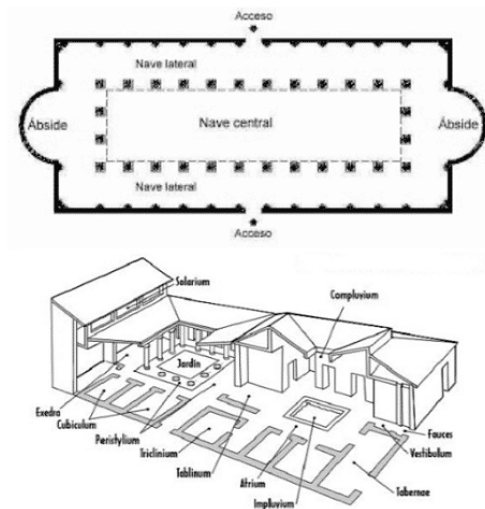 Acceso
Nave lateral
Ábside
Nave central
Ábside
Nave lateral
Acceso
Solarium
Compluvium
Jardin
Exedra
Cubiculum
Peristylium
Triclinium
Tablinum
Atrium
Impluvium
Fauces
Vestibulum
Tabernae